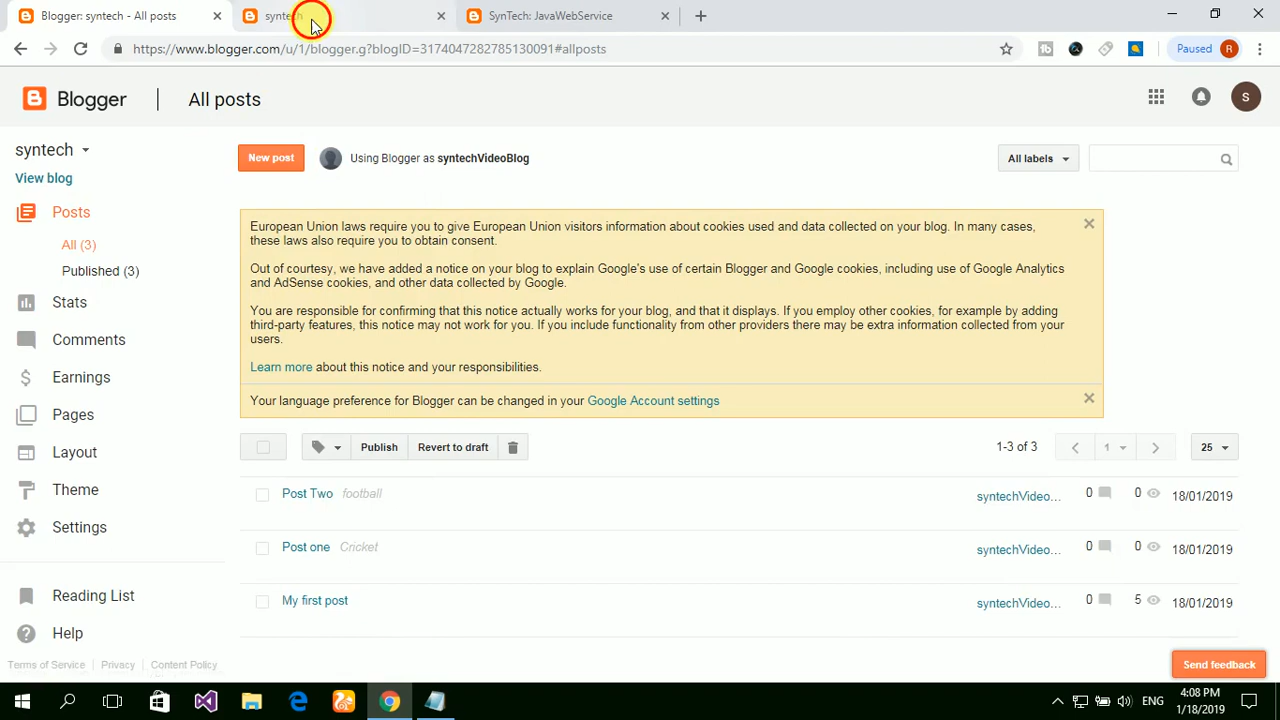 Blogger: syntech - All posts
syntech
SynTech: JavaWebService
https://www.blogger.com/u/1/blogger.g?blogID=3174047282785130091#allposts
Paused R
Blogger
All posts
S
syntech
View blog
New post
Using Blogger as syntechVideoBlog
All labels
Posts
All (3)
Published (3)
Stats
Comments
Earnings
Pages
Layout
Theme
Settings
Reading List
Help
Terms of Service
Privacy
Content Policy
European Union laws require you to give European Union visitors information about cookies used and data collected on your blog. In many cases,
these laws also require you to obtain consent.
Out of courtesy, we have added a notice on your blog to explain Google's use of certain Blogger and Google cookies, including use of Google Analytics
and AdSense cookies, and other data collected by Google.
You are responsible for confirming that this notice actually works for your blog, and that it displays. If you employ other cookies, for example by adding
third-party features, this notice may not work for you. If you include functionality from other providers there may be extra information collected from your
users.
Learn more about this notice and your responsibilities.
Your language preference for Blogger can be changed in your Google Account settings
Publish
Revert to draft
1-3 of 3
1
25
Post Two football
syntechVideo...
0
0
18/01/2019
Post one Cricket
syntechVideo...
0
0
18/01/2019
My first post
syntechVideo...
0
5
18/01/2019
Send feedback
ENG
4:08 PM
1/18/2019